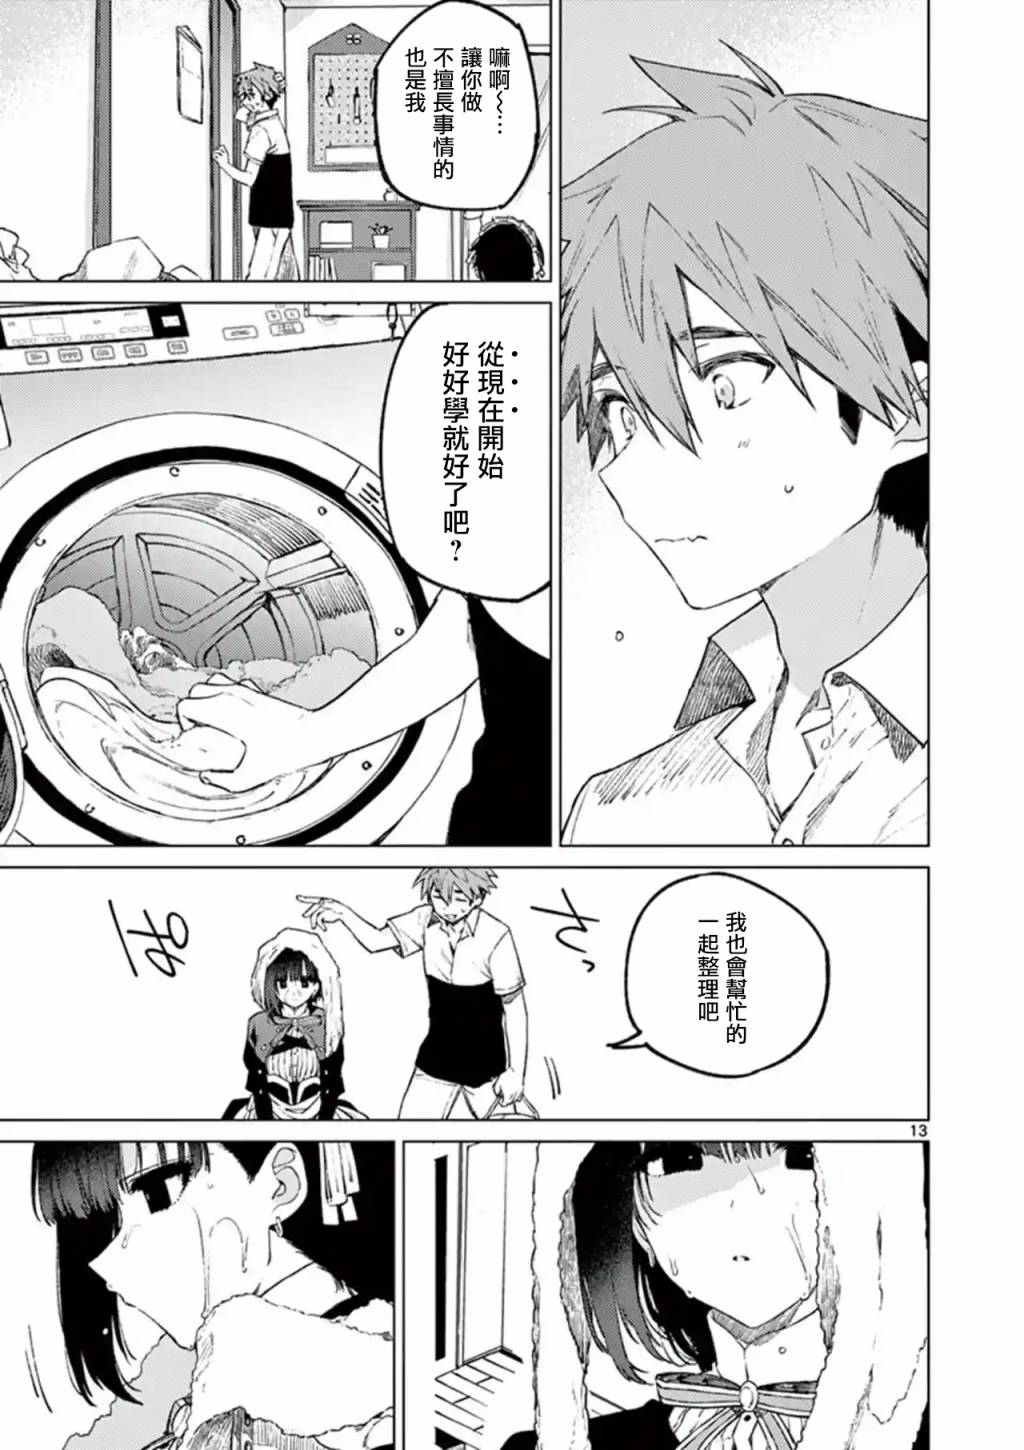 嘛啊～……
讓你做
不擅長事情的
也是我
從現在開始
好好學就好了吧?
我也會幫忙的
一起整理吧
13